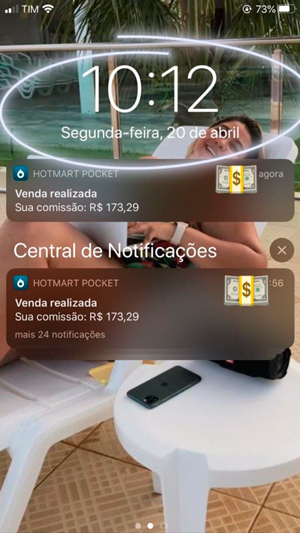 TIM
73%
10:12
Segunda-feira, 20 de abril
HOTMART POCKET
agora
Venda realizada
Sua comissão: R$ 173,29
Central de Notificações
HOTMART POCKET
:56
Venda realizada
Sua comissão: R$ 173,29
mais 24 notificações